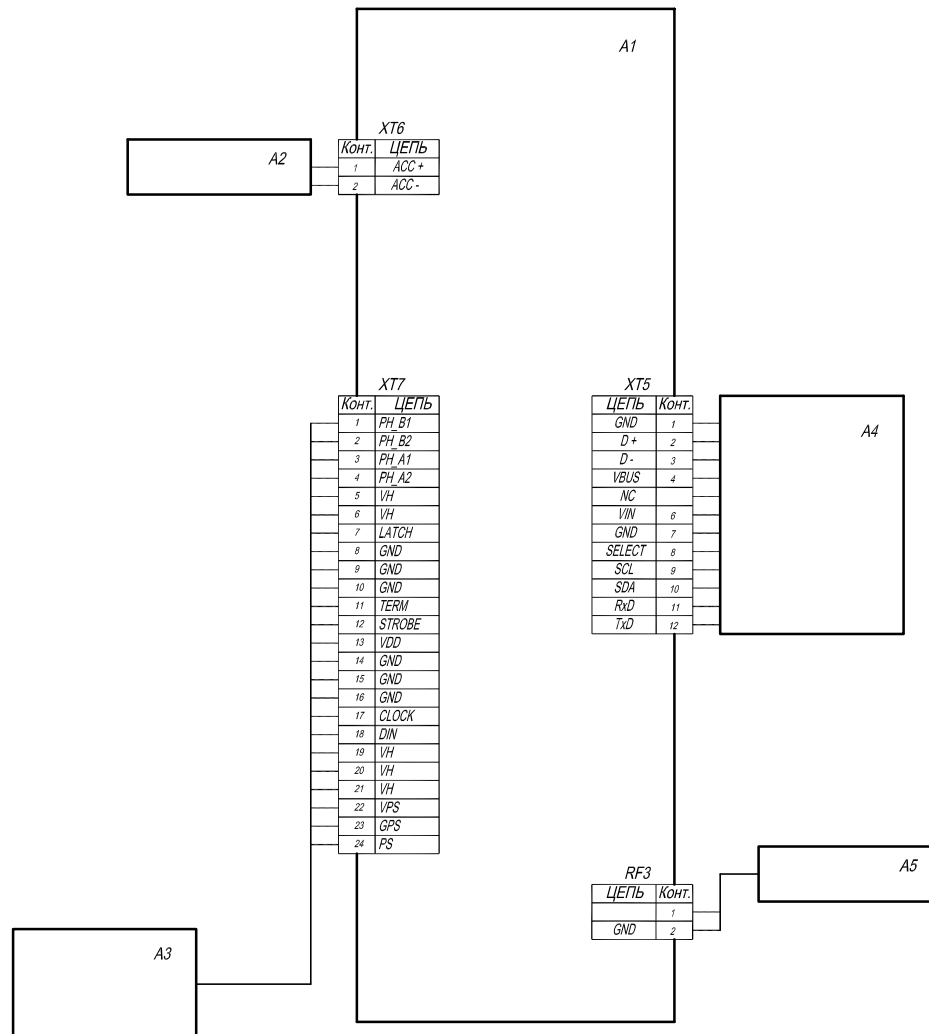 A1
XT6
Конт. ЦЕПЬ
1 ACC +
2 ACC -
A2
XT7
Конт. ЦЕПЬ
1 PH_B1
2 PH_B2
3 PH_A1
4 PH_A2
5 VH
6 VH
7 LATCH
8 GND
9 GND
10 GND
11 TERM
12 STROBE
13 VDD
14 GND
15 GND
16 GND
17 CLOCK
18 DIN
19 VH
20 VH
21 VH
22 VPS
23 GPS
24 PS
XT5
ЦЕПЬ Конт.
GND 1
D + 2
D - 3
VBUS 4
NC
VIN 6
GND 7
SELECT 8
SCL 9
SDA 10
RxD 11
TxD 12
A4
RF3
ЦЕПЬ Конт.
1
GND 2
A5
A3